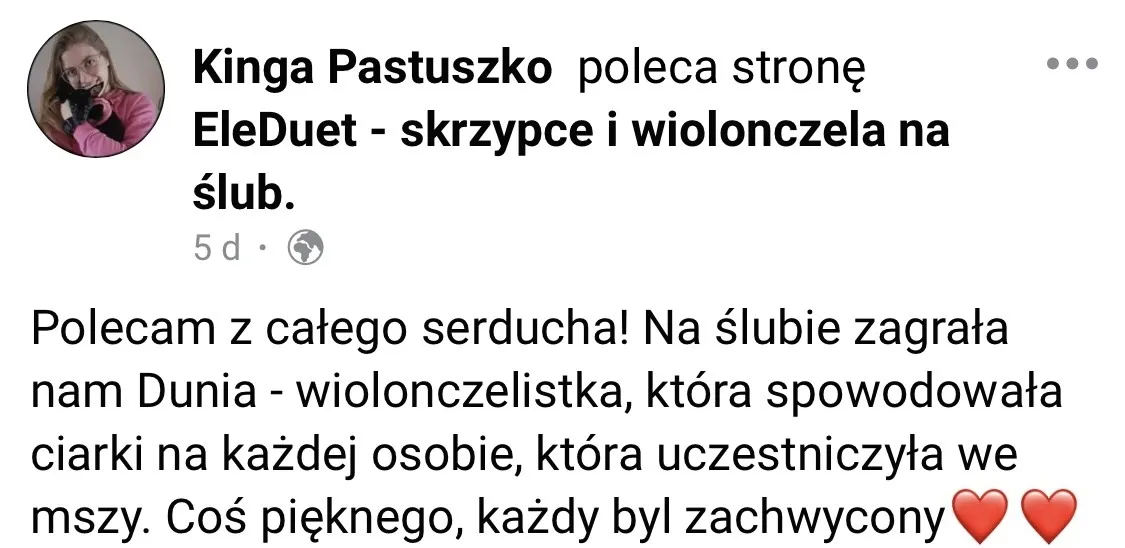 Kinga Pastuszko poleca stronę
EleDuet - skrzypce i wiolonczela na
ślub.
5 d ·
Polecam z całego serducha! Na ślubie zagrała
nam Dunia - wiolonczelistka, która spowodowała
ciarki na każdej osobie, która uczestniczyła we
mszy. Coś pięknego, każdy byl zachwycony❤️ ❤️